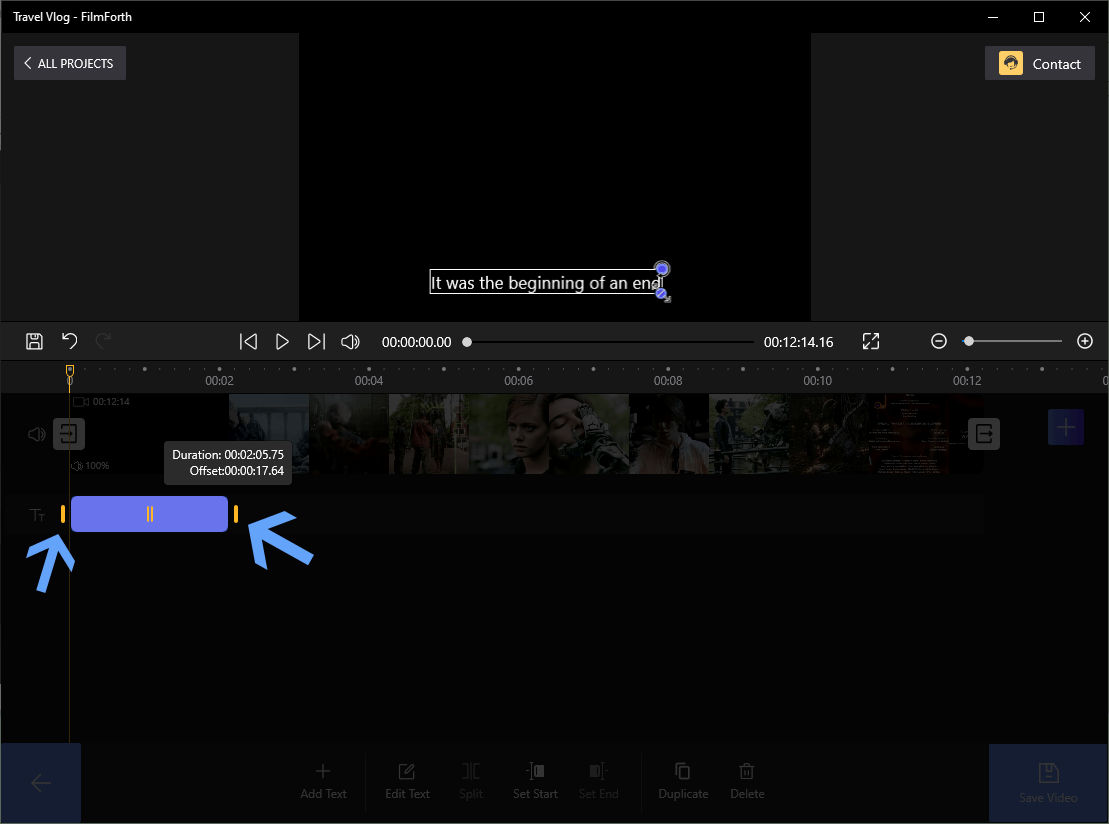 Travel Vlog - FilmForth
ALL PROJECTS
Contact
It was the beginning of an end
00:00:00.00
00:12:14.16
0
00:02
00:04
00:06
00:08
00:10
00:12
0
00:12:14
100%
Duration: 00:02:05.75
Offset:00:00:17.64
TT
Add Text
Edit Text
Split
Set Start
Set End
Duplicate
Delete
Save Video